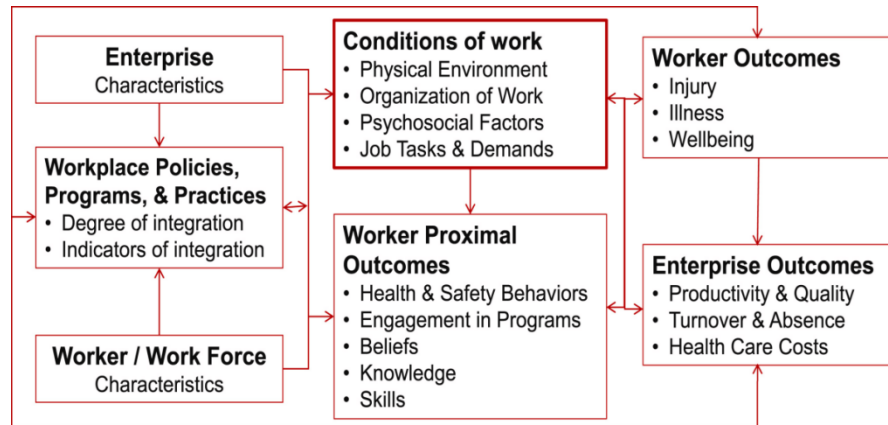 Enterprise
Characteristics
Workplace Policies,
Programs, & Practices
• Degree of integration
• Indicators of integration
Worker / Work Force
Characteristics
Conditions of work
• Physical Environment
• Organization of Work
• Psychosocial Factors
• Job Tasks & Demands
Worker Proximal
Outcomes
• Health & Safety Behaviors
• Engagement in Programs
• Beliefs
• Knowledge
• Skills
Worker Outcomes
• Injury
• Illness
• Wellbeing
Enterprise Outcomes
• Productivity & Quality
• Turnover & Absence
• Health Care Costs